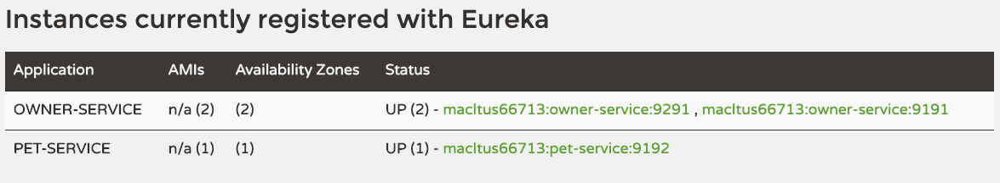 Instances currently registered with Eureka
Application AMIs Availability Zones Status
OWNER-SERVICE n/a (2) (2) UP (2) - macltus66713:owner-service:9291 , macltus66713:owner-service:9191
PET-SERVICE n/a (1) (1) UP (1) - macltus66713:pet-service:9192